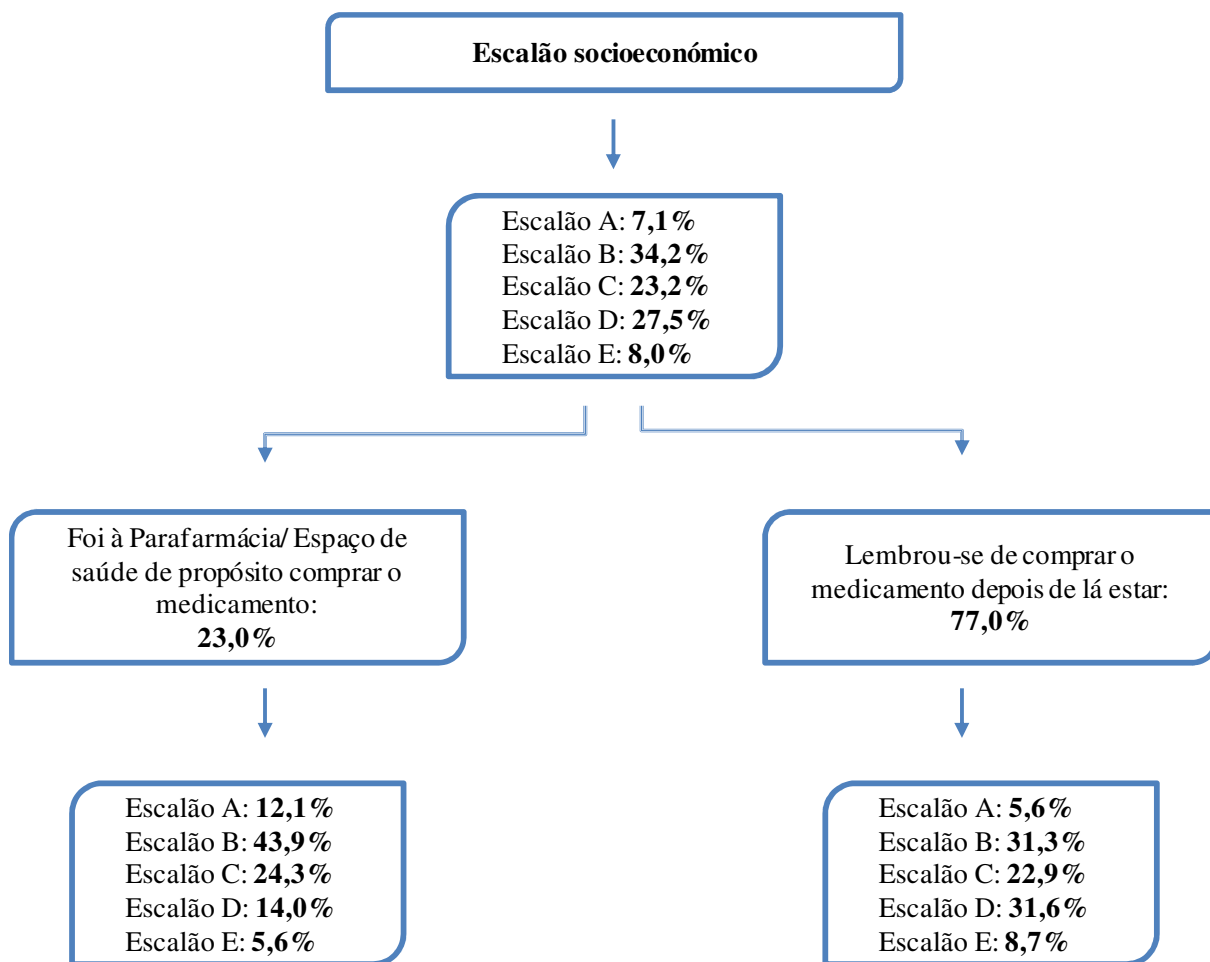 Escalão socioeconómico
Escalão A: 7,1%
Escalão B: 34,2%
Escalão C: 23,2%
Escalão D: 27,5%
Escalão E: 8,0%
Foi à Parafarmácia/ Espaço de
saúde de propósito comprar o
medicamento:
23,0%
Lembrou-se de comprar o
medicamento depois de lá estar:
77,0%
Escalão A: 12,1%
Escalão B: 43,9%
Escalão C: 24,3%
Escalão D: 14,0%
Escalão E: 5,6%
Escalão A: 5,6%
Escalão B: 31,3%
Escalão C: 22,9%
Escalão D: 31,6%
Escalão E: 8,7%